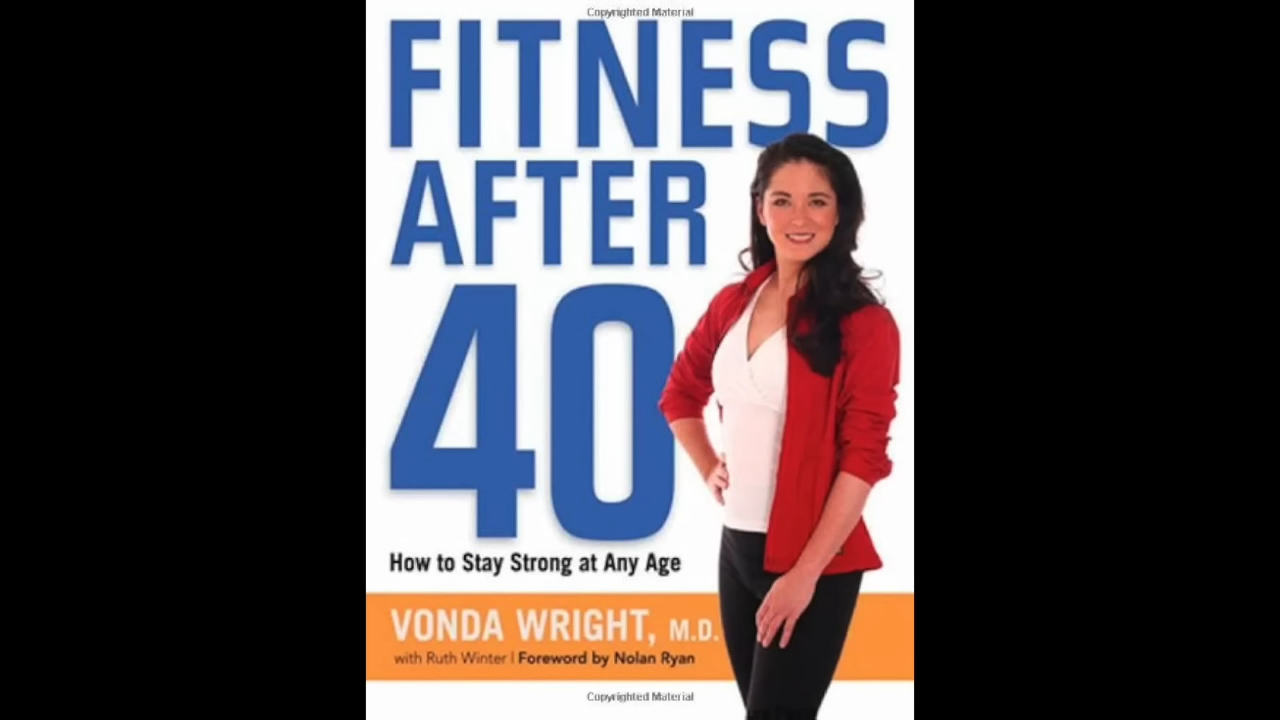 Copyrighted Material
FITNESS
AFTER
40
How to Stay Strong at Any Age
VONDA WRIGHT, M.D.
with Ruth Winter | Foreword by Nolan Ryan
Copyrighted Material